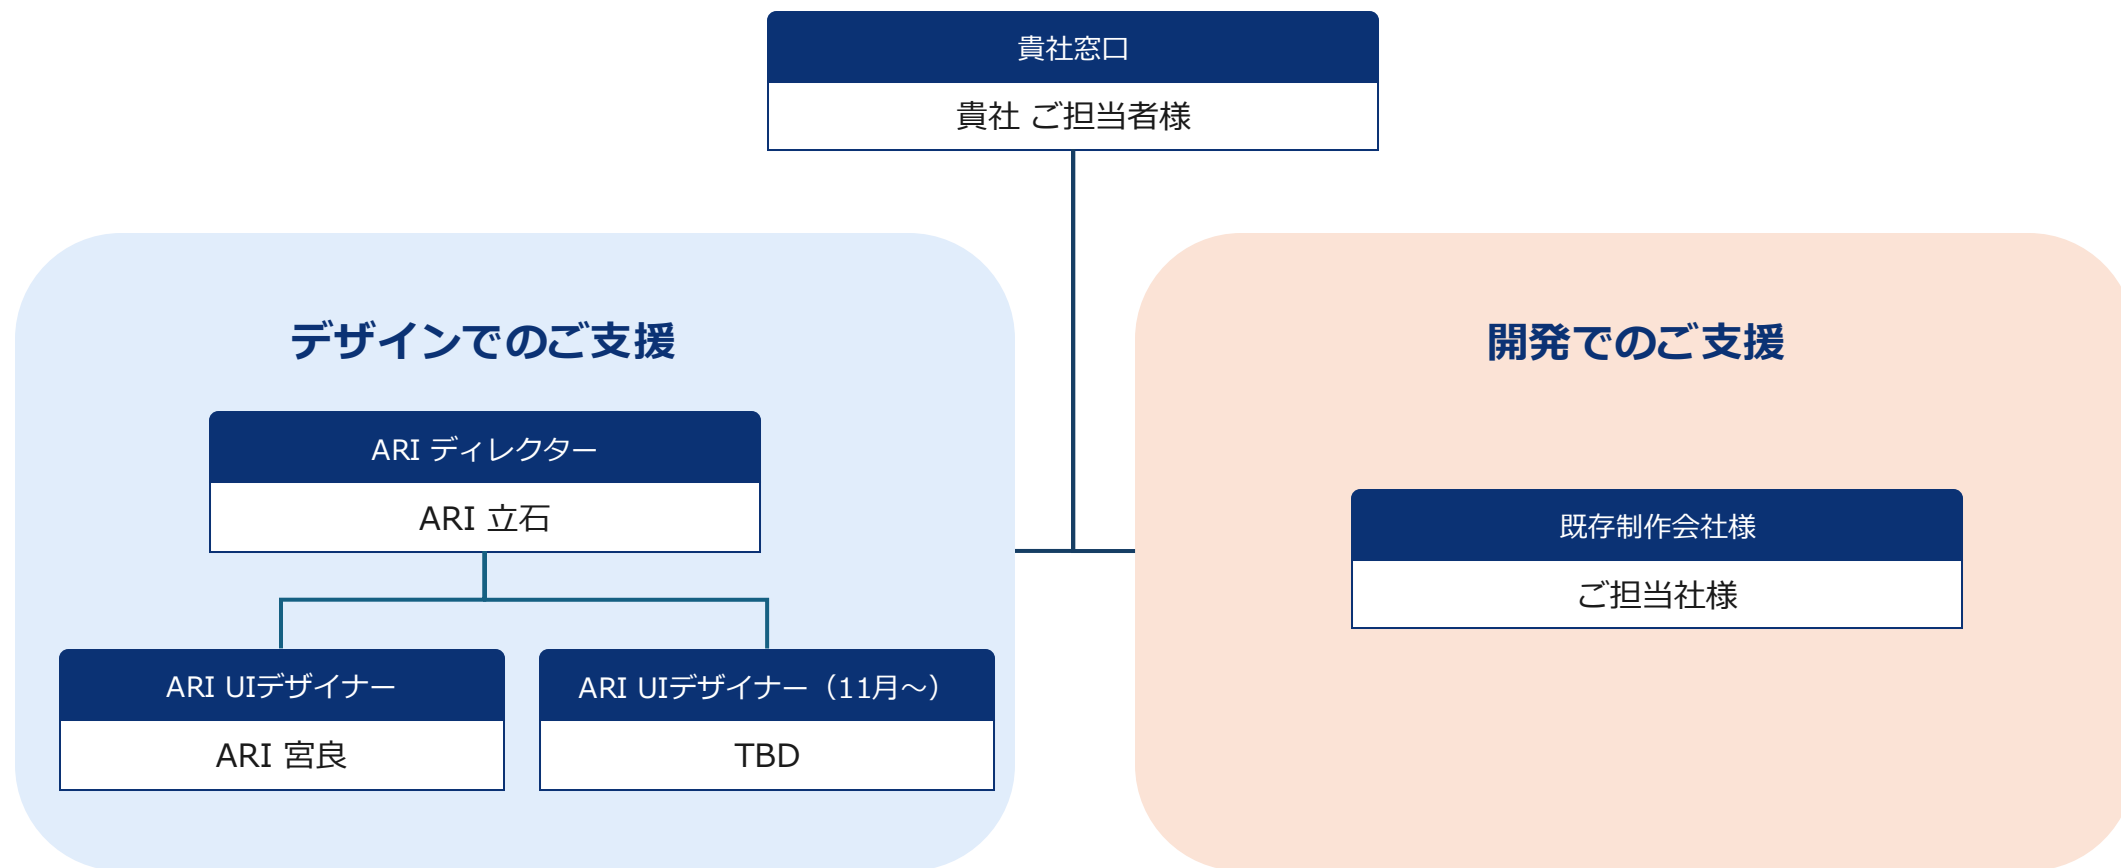 貴社窓口
貴社 ご担当者様
デザインでのご支援
ARI ディレクター
ARI 立石
ARI UIデザイナー
ARI 宮良
ARI UIデザイナー（11月～）
TBD
開発でのご支援
既存制作会社様
ご担当社様